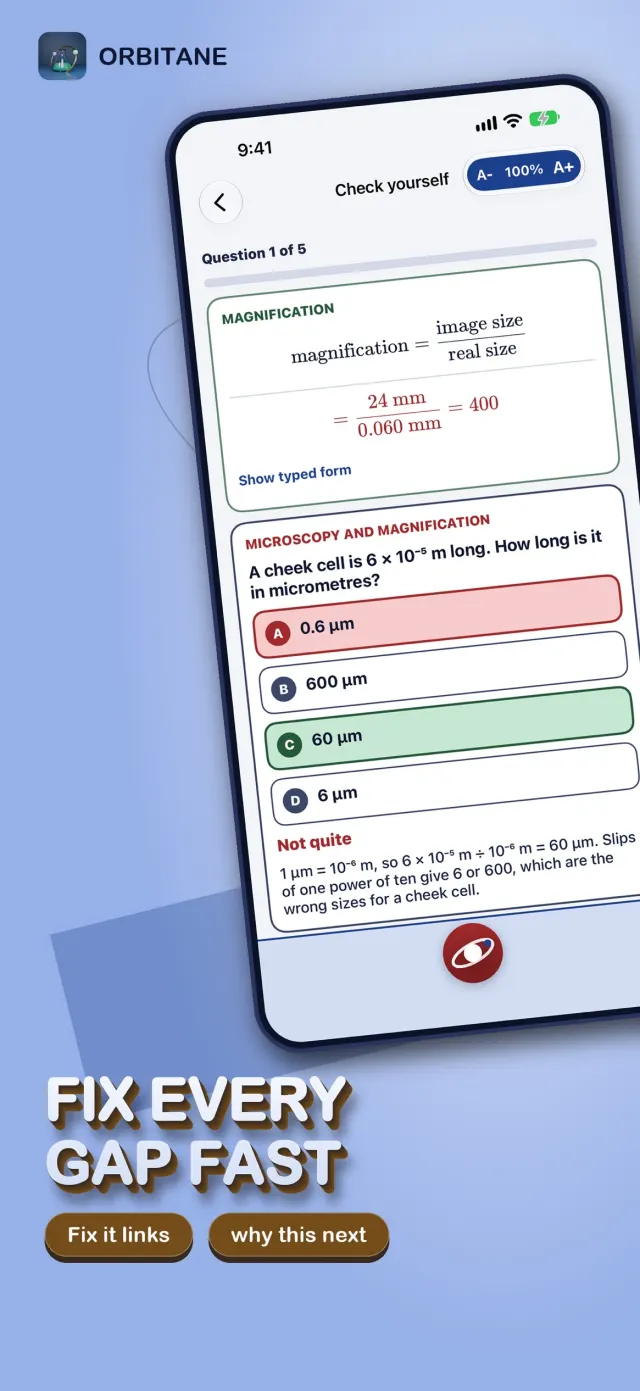 ORBITANE
9:41
Check yourself
A- 100% A+
Question 1 of 5
MAGNIFICATION
magnification = image size / real size
= 24 mm / 0.060 mm = 400
Show typed form
MICROSCOPY AND MAGNIFICATION
A cheek cell is 6 × 10⁻⁵ m long. How long is it
in micrometres?
A 0.6 μm
B 600 μm
C 60 μm
D 6 μm
Not quite
1 μm = 10⁻⁶ m, so 6 × 10⁻⁵ m ÷ 10⁻⁶ m = 60 μm. Slips
of one power of ten give 6 or 600, which are the
wrong sizes for a cheek cell.
FIX EVERY
GAP FAST
Fix it links
why this next